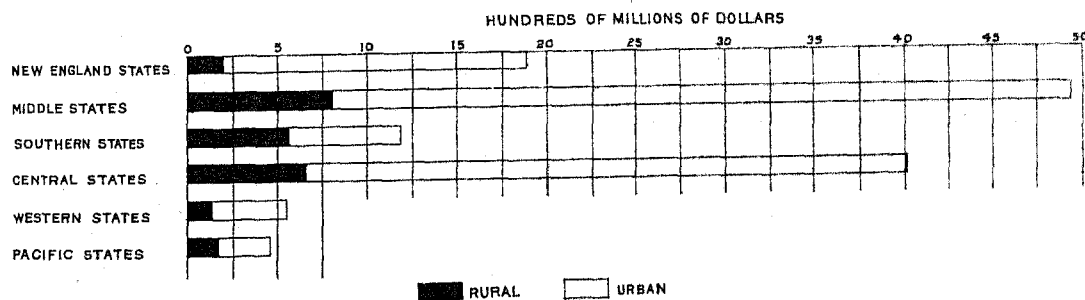 HUNDREDS OF MILLIONS OF DOLLARS
0 5 10 15 20 25 30 35 40 45 50
NEW ENGLAND STATES
MIDDLE STATES
SOUTHERN STATES
CENTRAL STATES
WESTERN STATES
PACIFIC STATES
RURAL URBAN